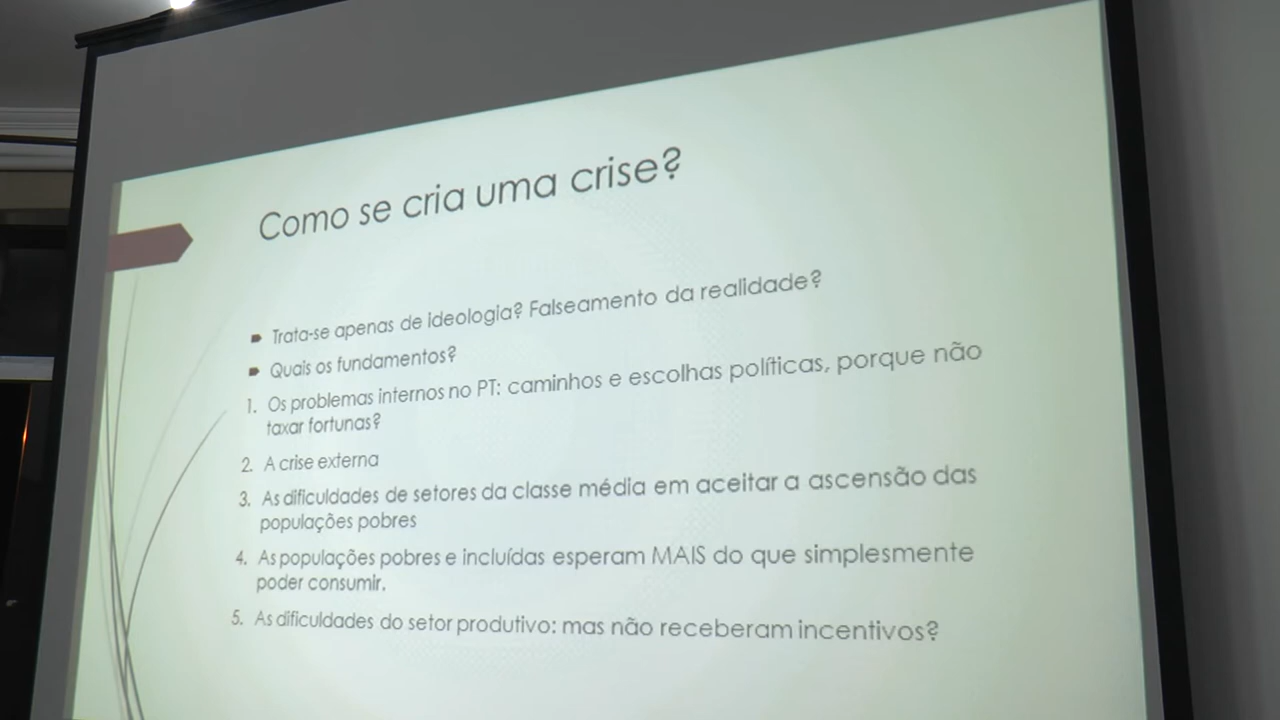 Como se cria uma crise?
Trata-se apenas de ideologia? Falseamento da realidade?
Quais os fundamentos?
1. Os problemas internos no PT: caminhos e escolhas políticas, porque não
taxar fortunas?
2. A crise externa
3. As dificuldades de setores da classe média em aceitar a ascensão das
populações pobres
4. As populações pobres e incluídas esperam MAIS do que simplesmente
poder consumir.
5. As dificuldades do setor produtivo: mas não receberam incentivos?